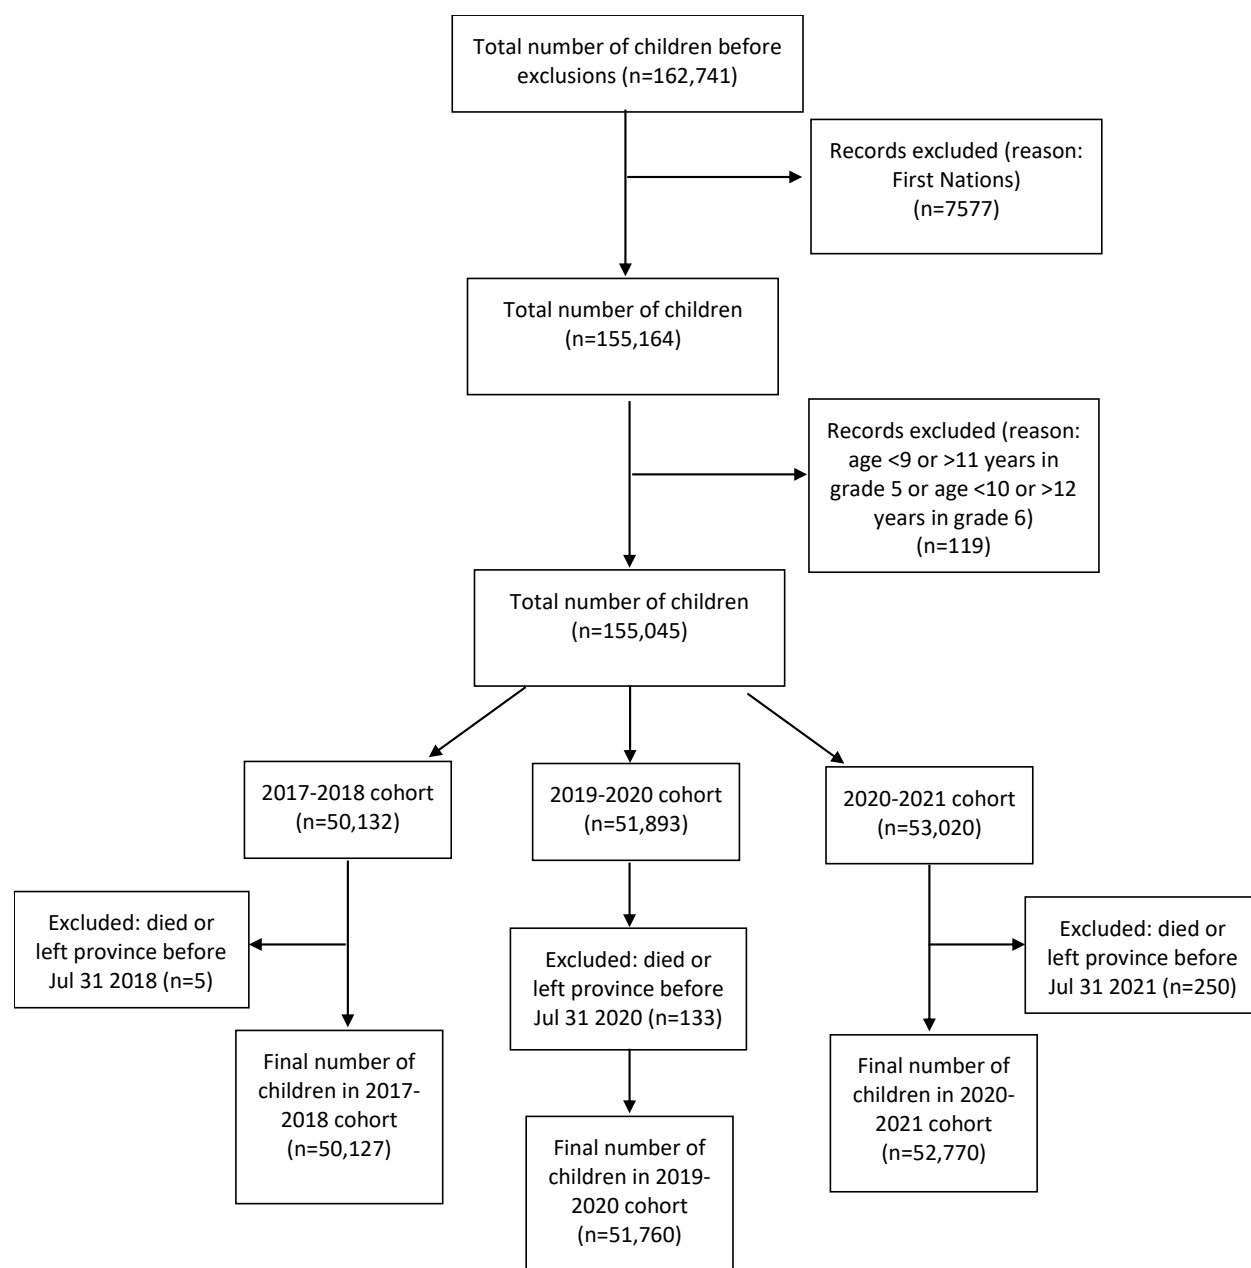 Total number of children before
exclusions (n=162,741)
Records excluded (reason:
First Nations)
(n=7577)
Total number of children
(n=155,164)
Records excluded (reason:
age <9 or >11 years in
grade 5 or age <10 or >12
years in grade 6)
(n=119)
Total number of children
(n=155,045)
2017-2018 cohort
(n=50,132)
2019-2020 cohort
(n=51,893)
2020-2021 cohort
(n=53,020)
Excluded: died or
left province before
Jul 31 2018 (n=5)
Excluded: died or
left province before
Jul 31 2020 (n=133)
Excluded: died or
left province before
Jul 31 2021 (n=250)
Final number of
children in 2017-
2018 cohort
(n=50,127)
Final number of
children in 2019-
2020 cohort
(n=51,760)
Final number of
children in 2020-
2021 cohort
(n=52,770)